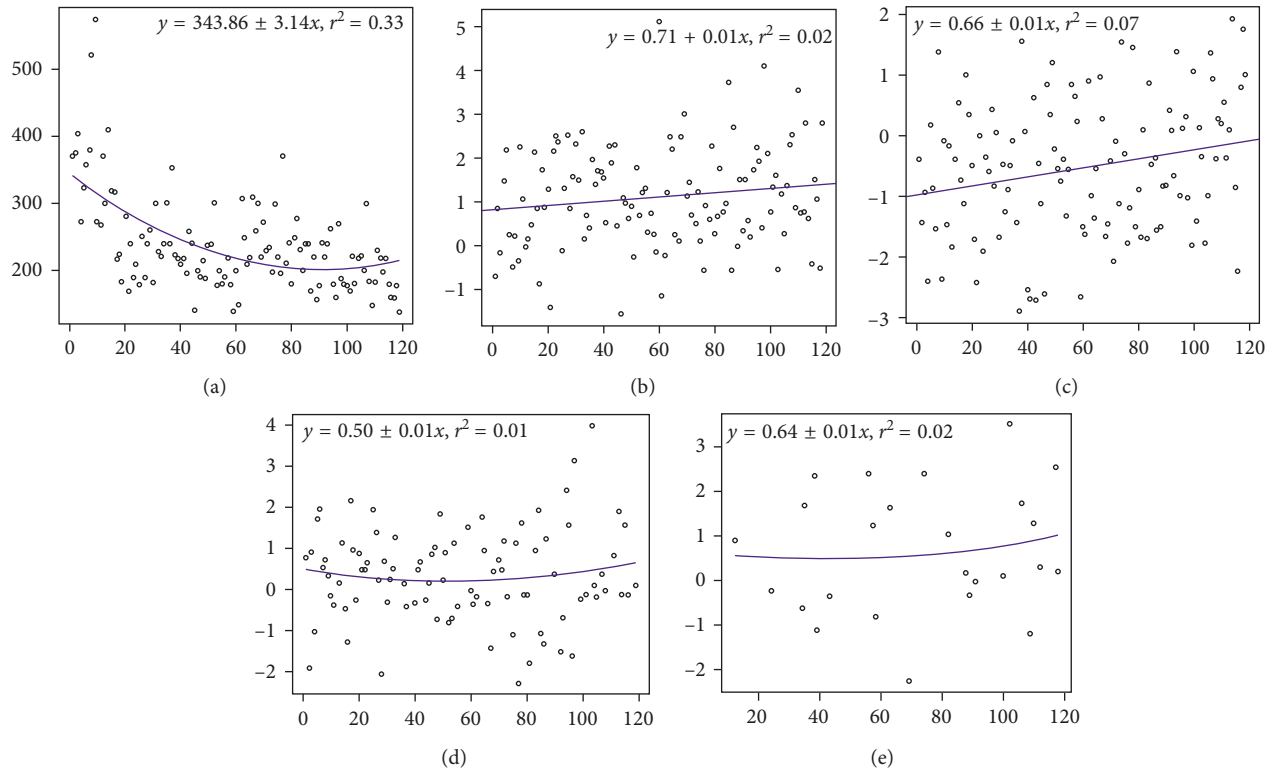 y = 343.86 ± 3.14x, r² = 0.33
500
400
300
200
0 20 40 60 80 100 120
(a)
y = 0.71 + 0.01x, r² = 0.02
5
4
3
2
1
0
–1
0 20 40 60 80 100 120
(b)
y = 0.66 ± 0.01x, r² = 0.07
2
1
0
–1
–2
–3
0 20 40 60 80 100 120
(c)
y = 0.50 ± 0.01x, r² = 0.01
4
3
2
1
0
–1
–2
0 20 40 60 80 100 120
(d)
y = 0.64 ± 0.01x, r² = 0.02
3
2
1
0
–1
–2
20 40 60 80 100 120
(e)